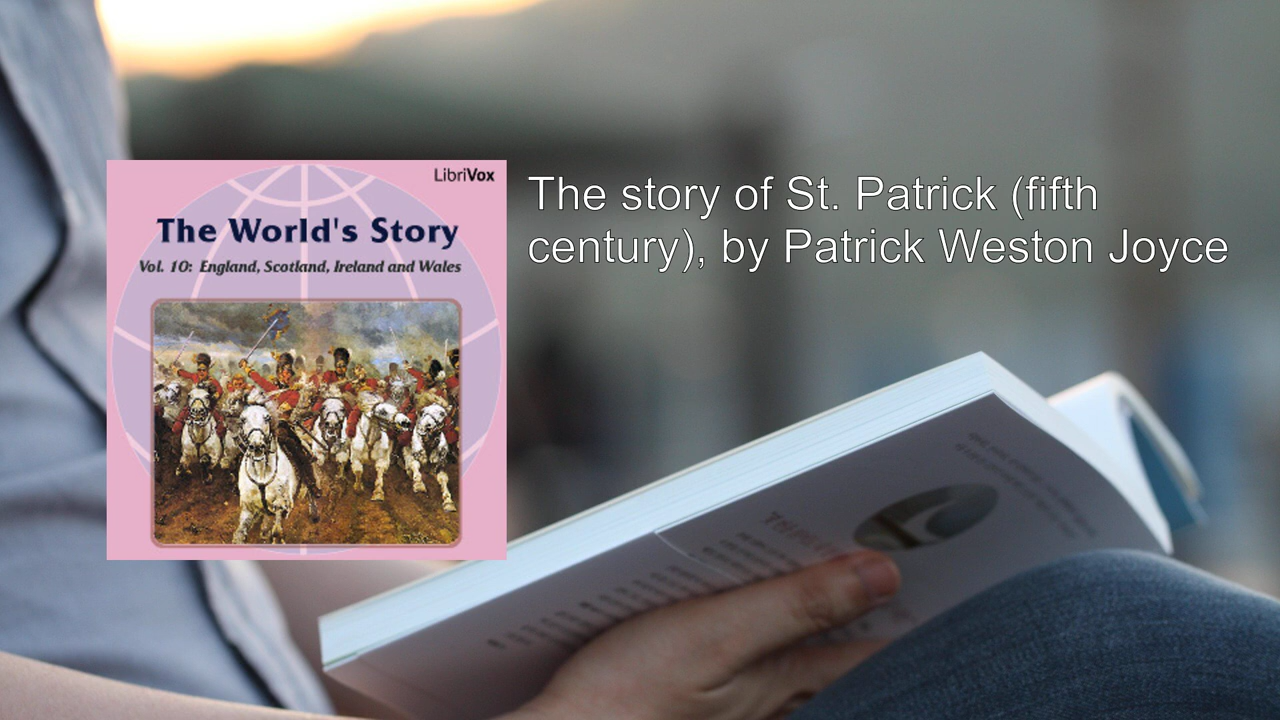 LibriVox
The World's Story
Vol. 10: England, Scotland, Ireland and Wales
The story of St. Patrick (fifth
century), by Patrick Weston Joyce